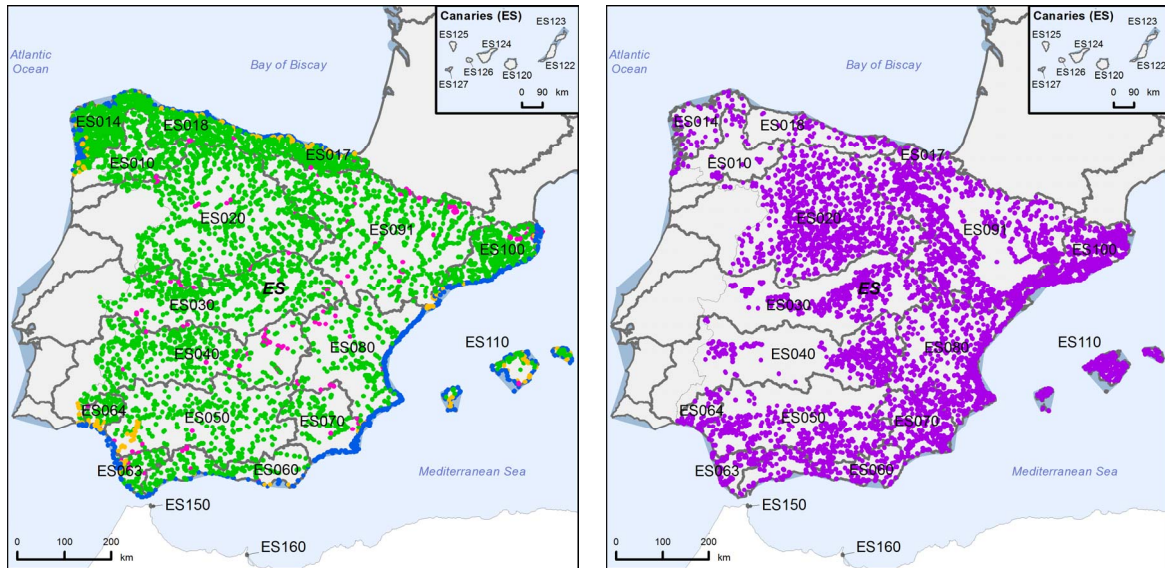 Canaries (ES)
ES123
ES125
ES124
ES126
ES120
ES122
ES127
0 90
km
Atlantic
Ocean
Bay of Biscay
ES014
ES018
ES017
ES010
ES020
ES091
ES100
ES
ES030
ES110
ES040
ES080
ES064
ES050
ES070
ES063
ES060
Mediterranean Sea
ES150
ES160
0 100 200
km
Canaries (ES)
ES123
ES125
ES124
ES126
ES120
ES122
ES127
0 90
km
Atlantic
Ocean
Bay of Biscay
ES014
ES018
ES017
ES010
ES020
ES091
ES100
ES
ES030
ES110
ES040
ES080
ES064
ES050
ES070
ES063
ES060
Mediterranean Sea
ES150
ES160
0 100 200
km